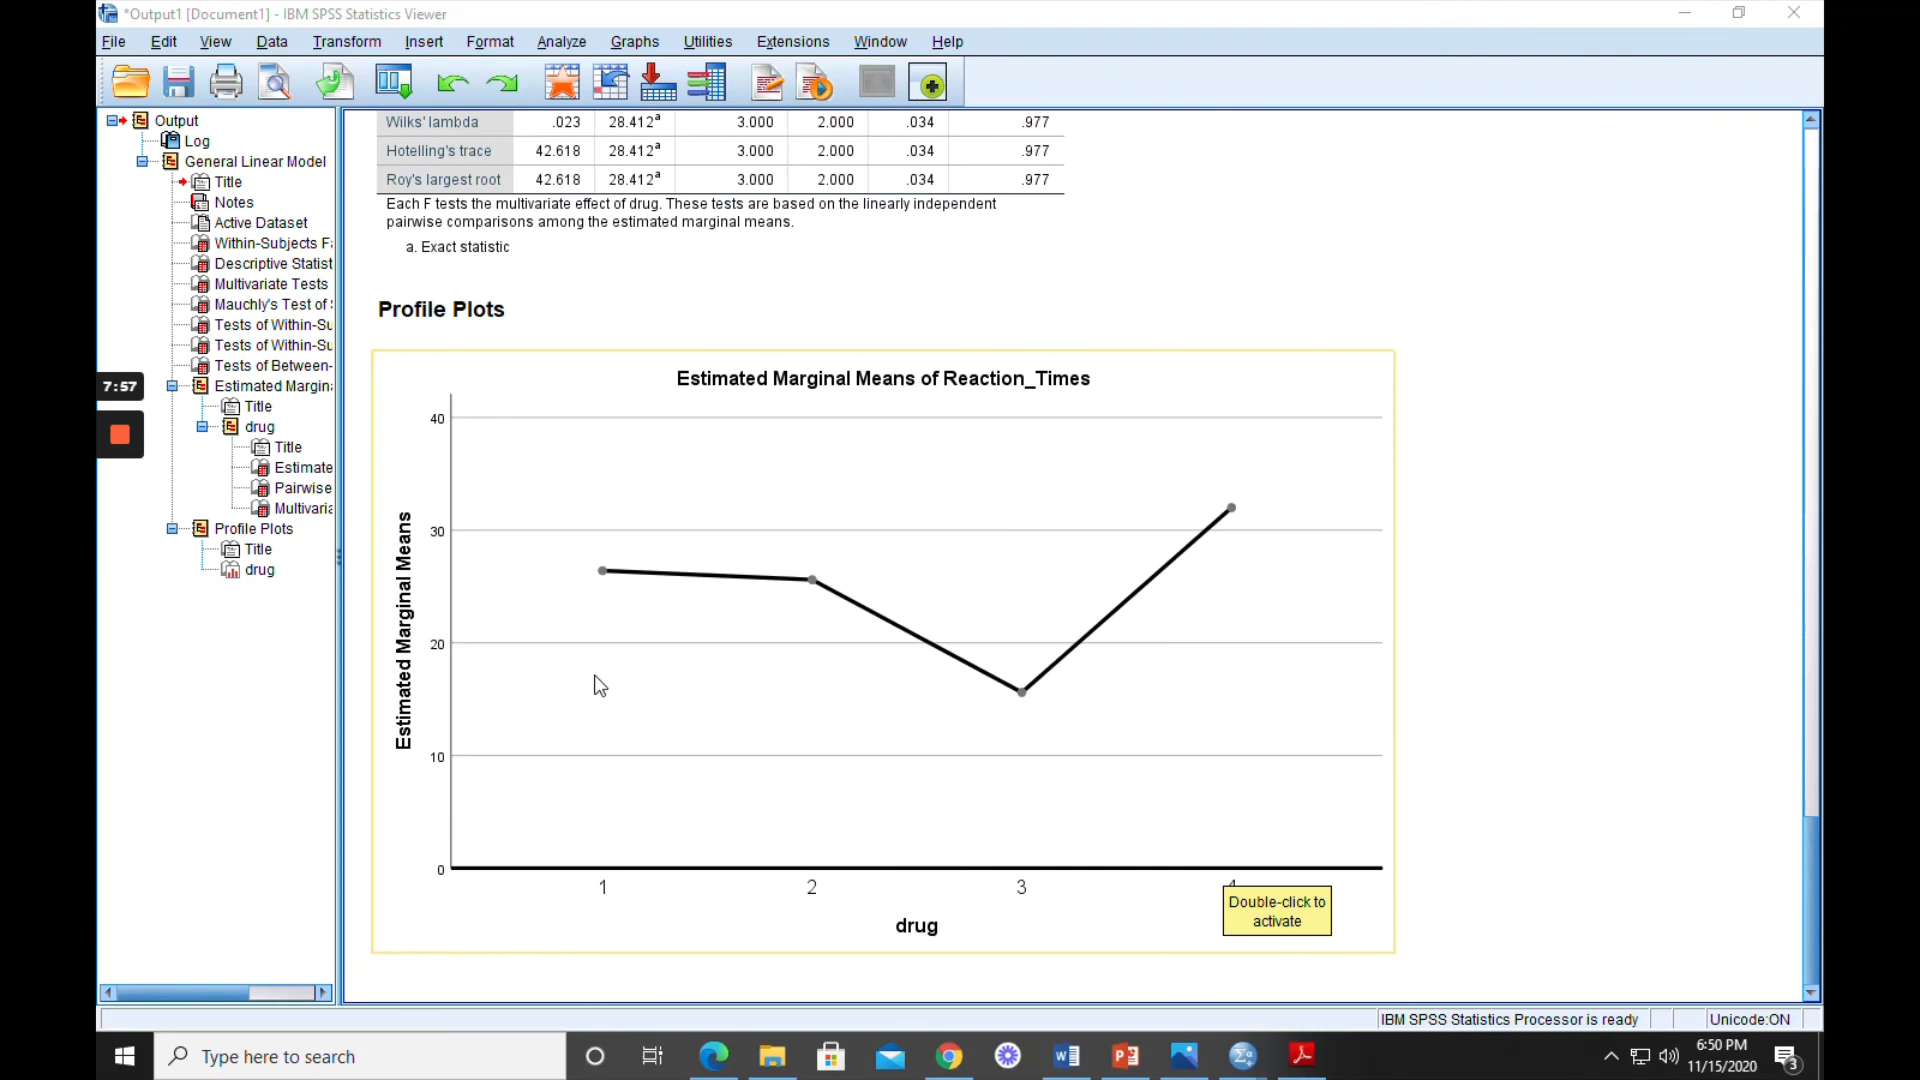 *Output1 [Document1] - IBM SPSS Statistics Viewer
File Edit View Data Transform Insert Format Analyze Graphs Utilities Extensions Window Help
Output
Log
General Linear Model
Title
Notes
Active Dataset
Within-Subjects Fa
Descriptive Statist
Multivariate Tests
Mauchly's Test of
Tests of Within-Su
Tests of Within-Su
Tests of Between-
Estimated Margina
Title
drug
Title
Estimate
Pairwise
Multivaria
Profile Plots
Title
drug
7:57
Wilks' lambda .023 28.412a 3.000 2.000 .034 .977
Hotelling's trace 42.618 28.412a 3.000 2.000 .034 .977
Roy's largest root 42.618 28.412a 3.000 2.000 .034 .977
Each F tests the multivariate effect of drug. These tests are based on the linearly independent
pairwise comparisons among the estimated marginal means.
a. Exact statistic
Profile Plots
Estimated Marginal Means of Reaction_Times
Estimated Marginal Means
40
30
20
10
0
1 2 3 4
drug
Double-click to
activate
IBM SPSS Statistics Processor is ready
Unicode:ON
Type here to search
6:50 PM
11/15/2020
3